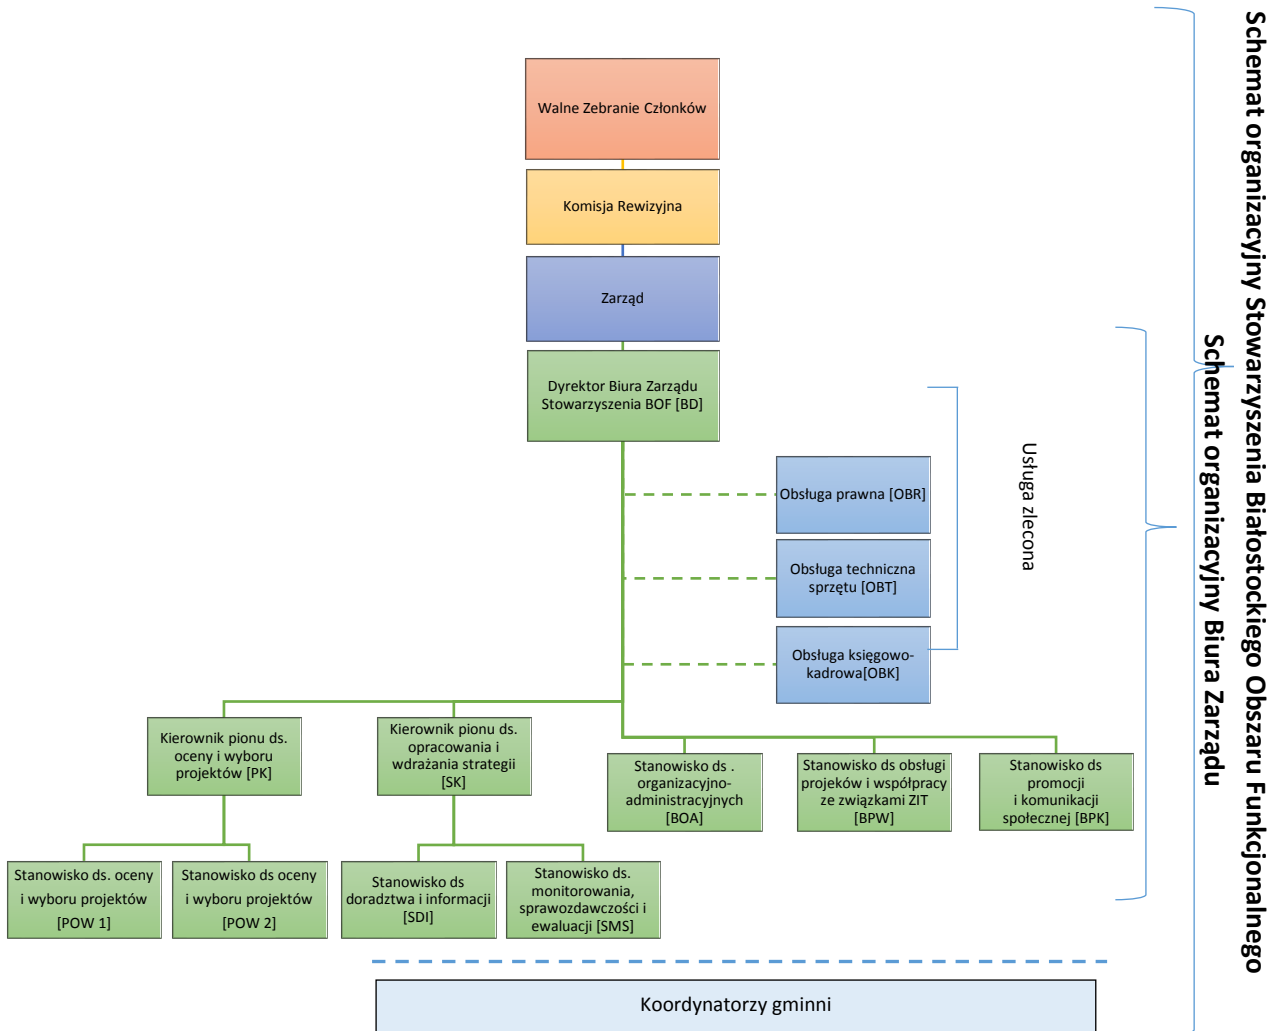 Walne Zebranie Członków
Komisja Rewizyjna
Zarząd
Dyrektor Biura Zarządu
Stowarzyszenia BOF [BD]
Obsługa prawna [OBR]
Obsługa techniczna
sprzętu [OBT]
Obsługa księgowo-
kadrowa[OBK]
Usługa zlecona
Kierownik pionu ds.
oceny i wyboru
projektów [PK]
Kierownik pionu ds.
opracowania i
wdrażania strategii
[SK]
Stanowisko ds .
organizacyjno-
administracyjnych
[BOA]
Stanowisko ds obsługi
projeków i współpracy
ze związkami ZIT
[BPW]
Stanowisko ds
promocji
i komunikacji
społecznej [BPK]
Stanowisko ds. oceny
i wyboru projektów
[POW 1]
Stanowisko ds oceny
i wyboru projektów
[POW 2]
Stanowisko ds
doradztwa i informacji
[SDI]
Stanowisko ds.
monitorowania,
sprawozdawczości i
ewaluacji [SMS]
Koordynatorzy gminni
Schemat organizacyjny Stowarzyszenia Białostockiego Obszaru Funkcjonalnego
Schemat organizacyjny Biura Zarządu